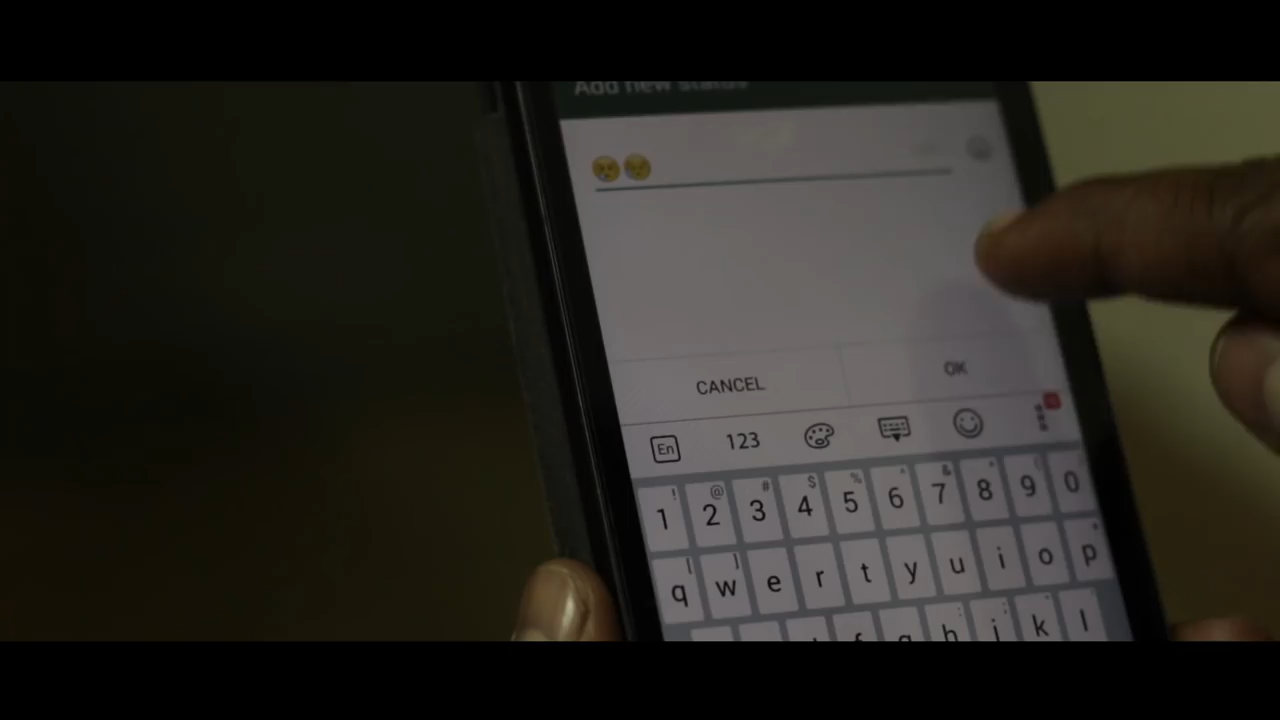 Add new status
😢😢
CANCEL OK
En 123
! @ # $ % ^ & * ( )
1 2 3 4 5 6 7 8 9 0
q w e r t y u i o p
f g h j k l